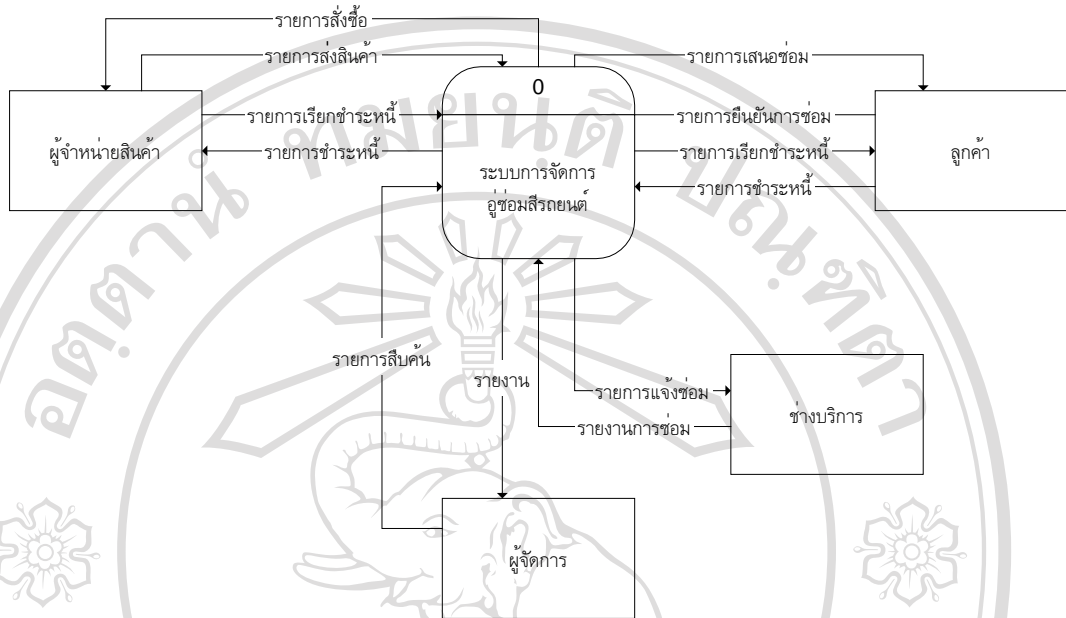 รายการสั่งซื้อ
รายการส่งสินค้า
รายการเสนอซ่อม
0
รายการเรียกชำระหนี้
รายการยืนยันการซ่อม
ผู้จำหน่ายสินค้า
รายการชำระหนี้
รายการเรียกชำระหนี้
ลูกค้า
ระบบการจัดการ
อู่ซ่อมสีรถยนต์
รายการชำระหนี้
รายการสืบค้น
รายงาน
รายการแจ้งซ่อม
รายงานการซ่อม
ช่างบริการ
ผู้จัดการ